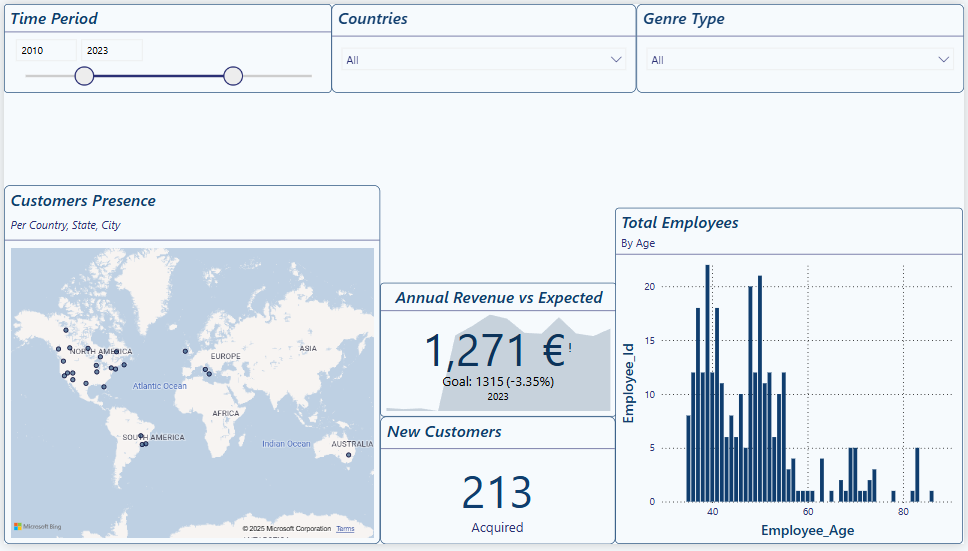 Time Period
2010
2023
Countries
All
Genre Type
All
Customers Presence
Per Country, State, City
NORTH AMERICA
EUROPE
ASIA
Atlantic Ocean
AFRICA
SOUTH AMERICA
Indian Ocean
AUSTRALIA
Microsoft Bing
© 2025 Microsoft Corporation Terms
Annual Revenue vs Expected
1,271 €!
Goal: 1315 (-3.35%)
2023
New Customers
213
Acquired
Total Employees
By Age
Employee_Id
20
15
10
5
0
40
60
80
Employee_Age